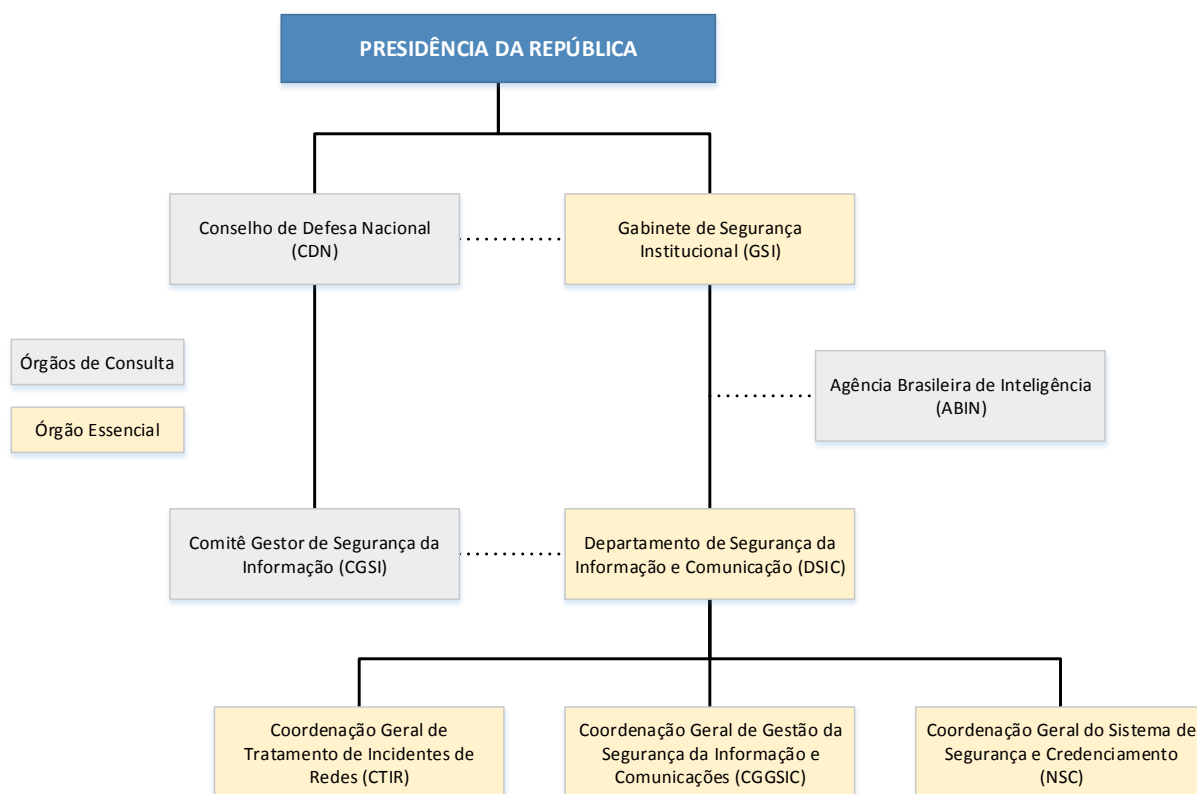 PRESIDÊNCIA DA REPÚBLICA
Conselho de Defesa Nacional
(CDN)
Gabinete de Segurança
Institucional (GSI)
Órgãos de Consulta
Órgão Essencial
Agência Brasileira de Inteligência
(ABIN)
Comitê Gestor de Segurança da
Informação (CGSI)
Departamento de Segurança da
Informação e Comunicação (DSIC)
Coordenação Geral de
Tratamento de Incidentes de
Redes (CTIR)
Coordenação Geral de Gestão da
Segurança da Informação e
Comunicações (CGGSIC)
Coordenação Geral do Sistema de
Segurança e Credenciamento
(NSC)